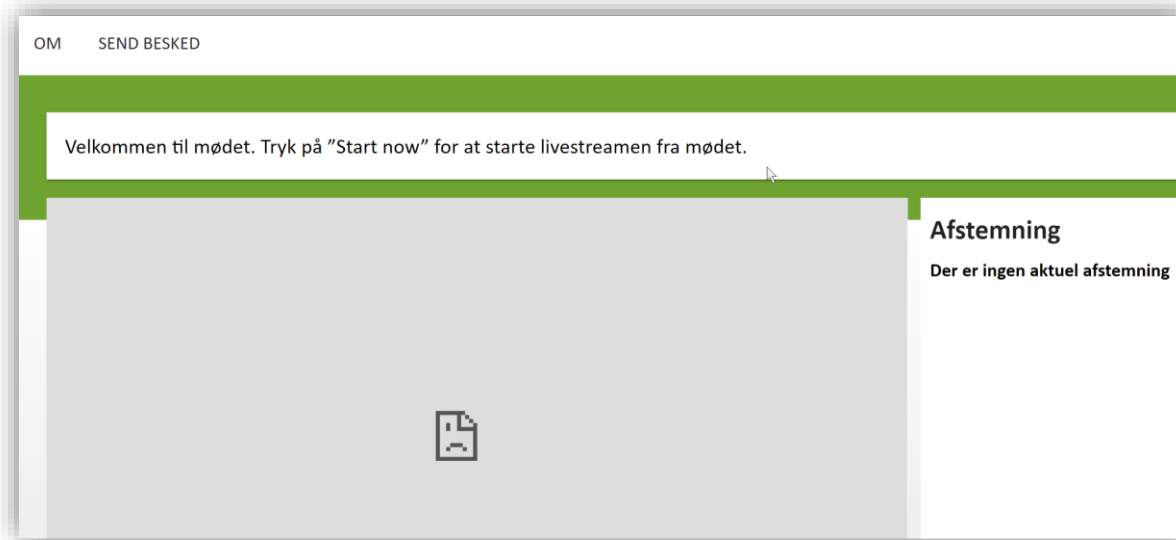 OM SEND BESKED
Velkommen til mødet. Tryk på ”Start now” for at starte livestreamen fra mødet.
Afstemning
Der er ingen aktuel afstemning